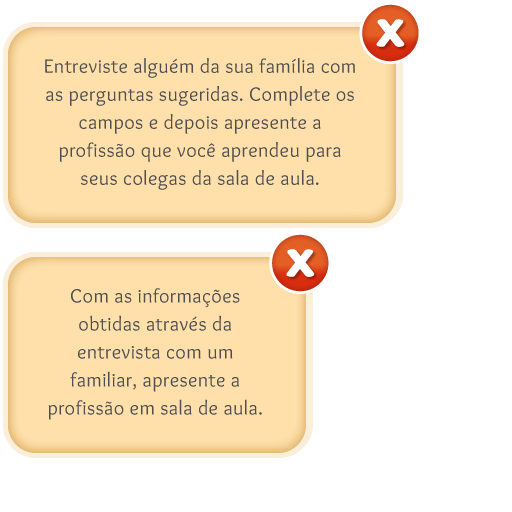 Entreviste alguém da sua família com
as perguntas sugeridas. Complete os
campos e depois apresente a
profissão que você aprendeu para
seus colegas da sala de aula.
X
Com as informações
obtidas através da
entrevista com um
familiar, apresente a
profissão em sala de aula.
X